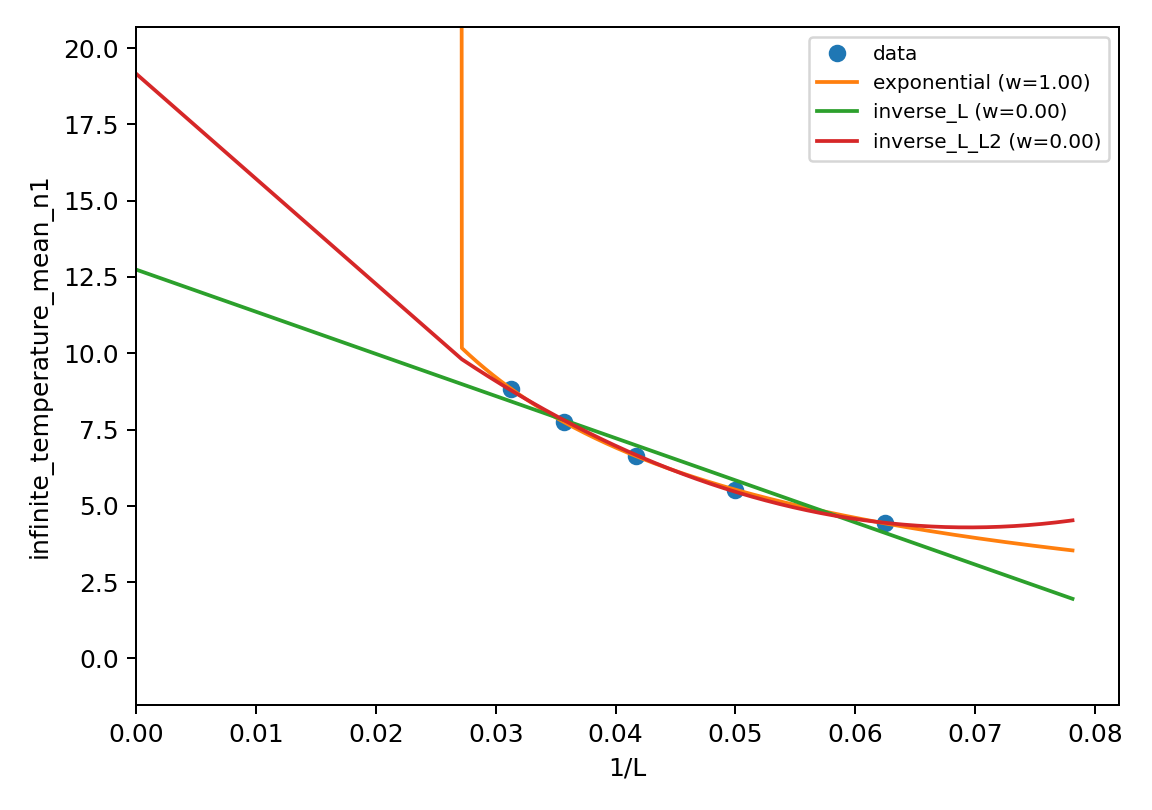 20.0
17.5
15.0
12.5
10.0
7.5
5.0
2.5
0.0
infinite_temperature_mean_n1
data
exponential (w=1.00)
inverse_L (w=0.00)
inverse_L_L2 (w=0.00)
0.00 0.01 0.02 0.03 0.04 0.05 0.06 0.07 0.08
1/L